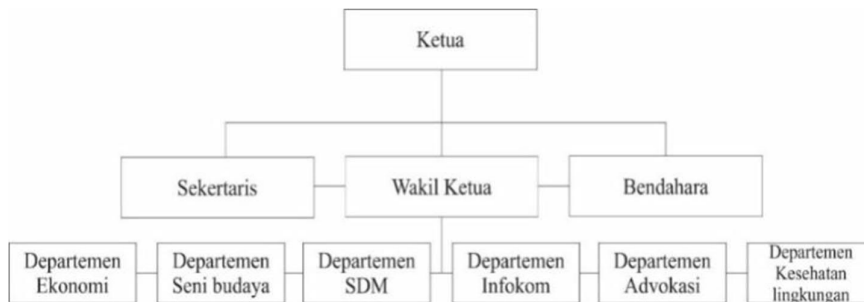 Ketua
Sekertaris
Wakil Ketua
Bendahara
Departemen
Ekonomi
Departemen
Seni budaya
Departemen
SDM
Departemen
Infokom
Departemen
Advokasi
Departemen
Kesehatan
lingkungan